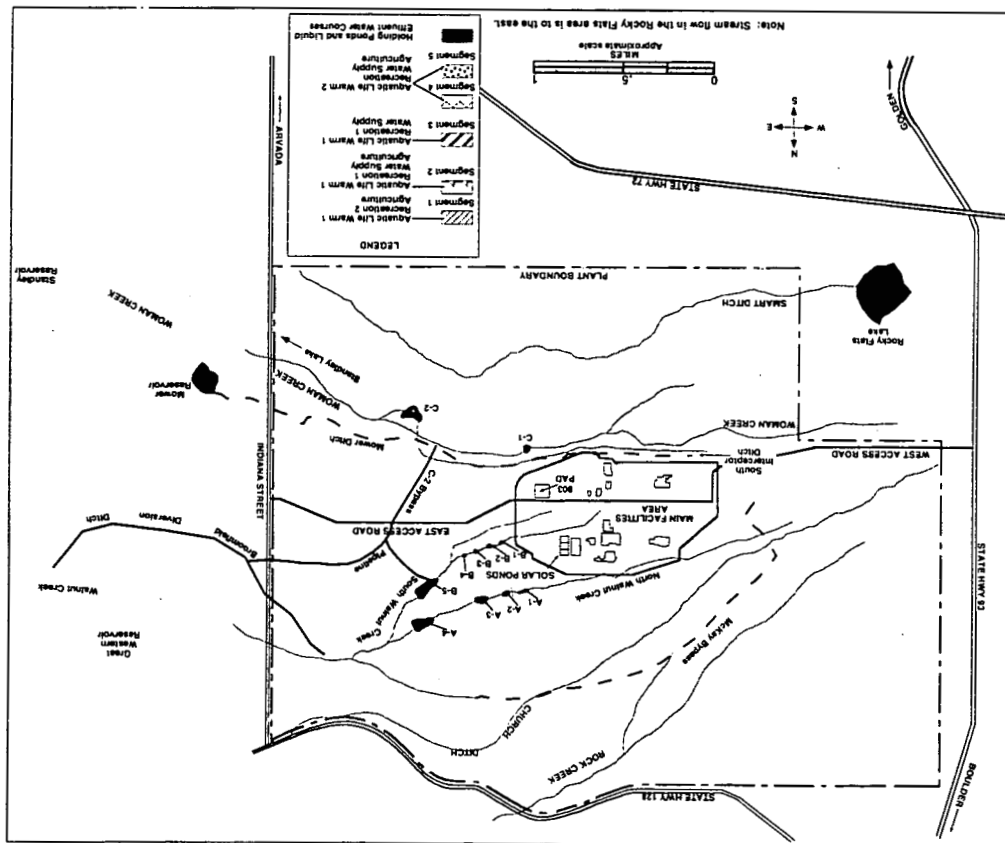 BOULDER
STATE HWY 128
ROCK CREEK
DITCH
CHURCH
McKay Bypass
Great
Western
Reservoir
Walnut Creek
A-4
North Walnut Creek
A-1
A-2
A-3
South Walnut
Creek
B-5
SOLAR PONDS
B-1
B-2
B-3
B-4
Pipeline
Broomfield
Diversion
Ditch
STATE HWY 93
MAIN FACILITIES
AREA
EAST ACCESS ROAD
INDIANA STREET
903
PAD
C-2 Bypass
WEST ACCESS ROAD
South
Interceptor
Ditch
WOMAN CREEK
C-1
Mower Ditch
C-2
WOMAN CREEK
Mower
Reservoir
Standley Lake
Rocky Flats
Lake
SMART DITCH
WOMAN CREEK
PLANT BOUNDARY
Standley
Reservoir
STATE HWY 72
LEGEND
Segment 1
Aquatic Life Warm 1
Recreation 2
Agriculture
Segment 2
Aquatic Life Warm 1
Recreation 1
Water Supply
Agriculture
Segment 3
Aquatic Life Warm 1
Recreation 1
Water Supply
Segment 4
Segment 5
Aquatic Life Warm 2
Recreation
Water Supply
Agriculture
Holding Ponds and Liquid
Effluent Water Courses
ARVADA
GOLDEN
N
W
E
S
0
.5
1
MILES
Approximate scale
Note: Stream flow in the Rocky Flats area is to the east.